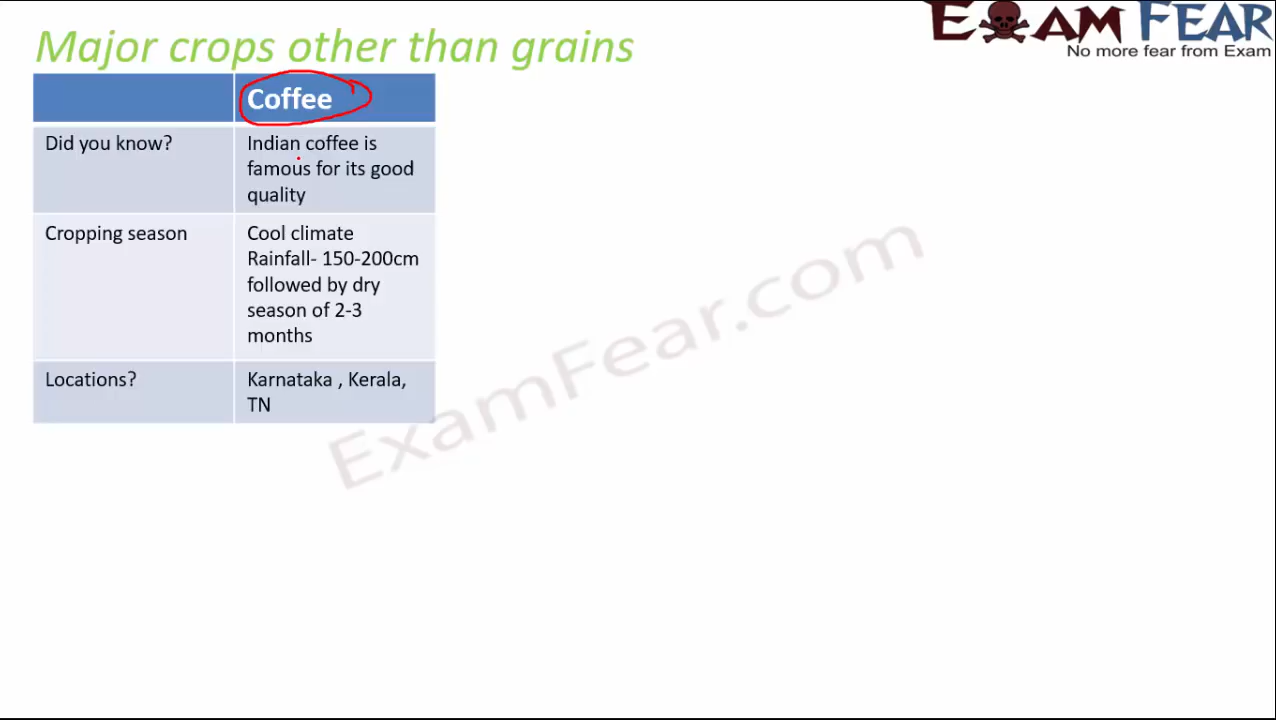 Major crops other than grains
EXAM FEAR
No more fear from Exam
Coffee
Did you know?
Indian coffee is
famous for its good
quality
Cropping season
Cool climate
Rainfall- 150-200cm
followed by dry
season of 2-3
months
Locations?
Karnataka , Kerala,
TN
ExamFear.com